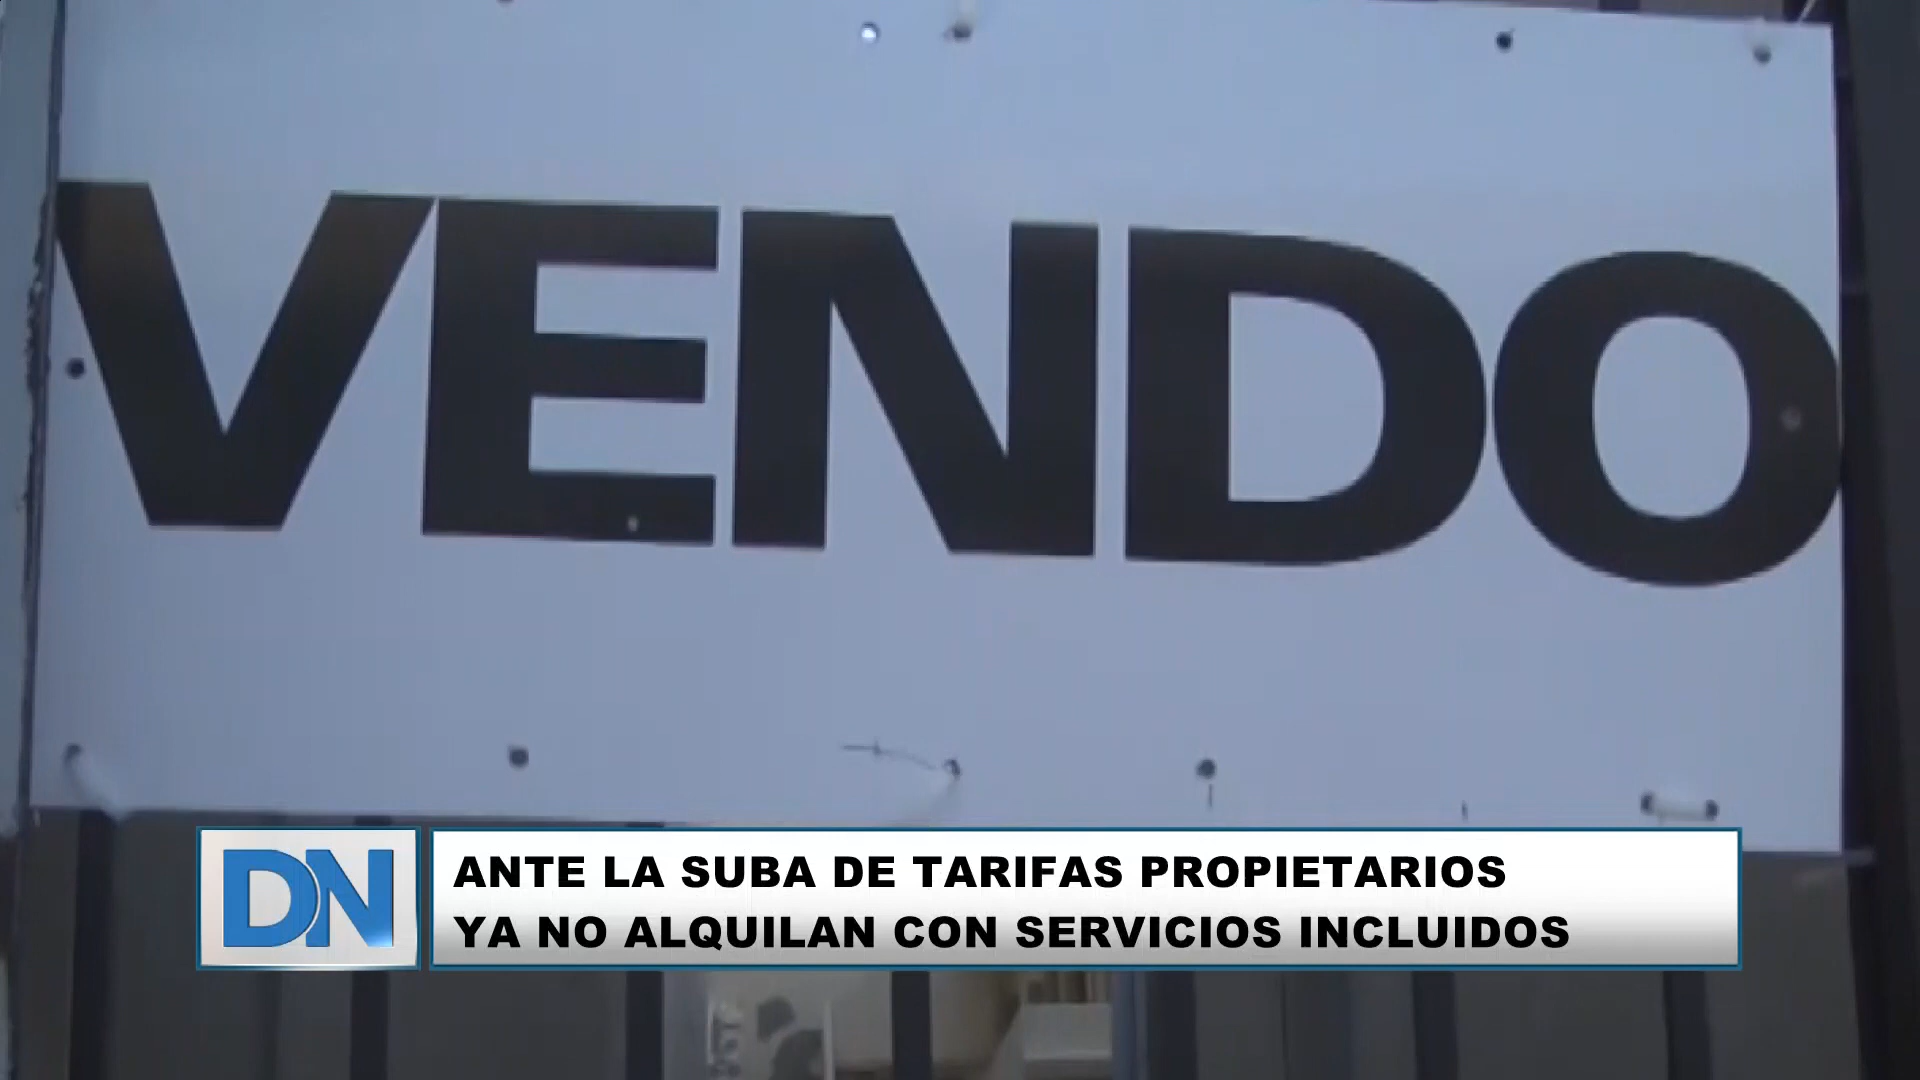 VENDO
DN
ANTE LA SUBA DE TARIFAS PROPIETARIOS
YA NO ALQUILAN CON SERVICIOS INCLUIDOS